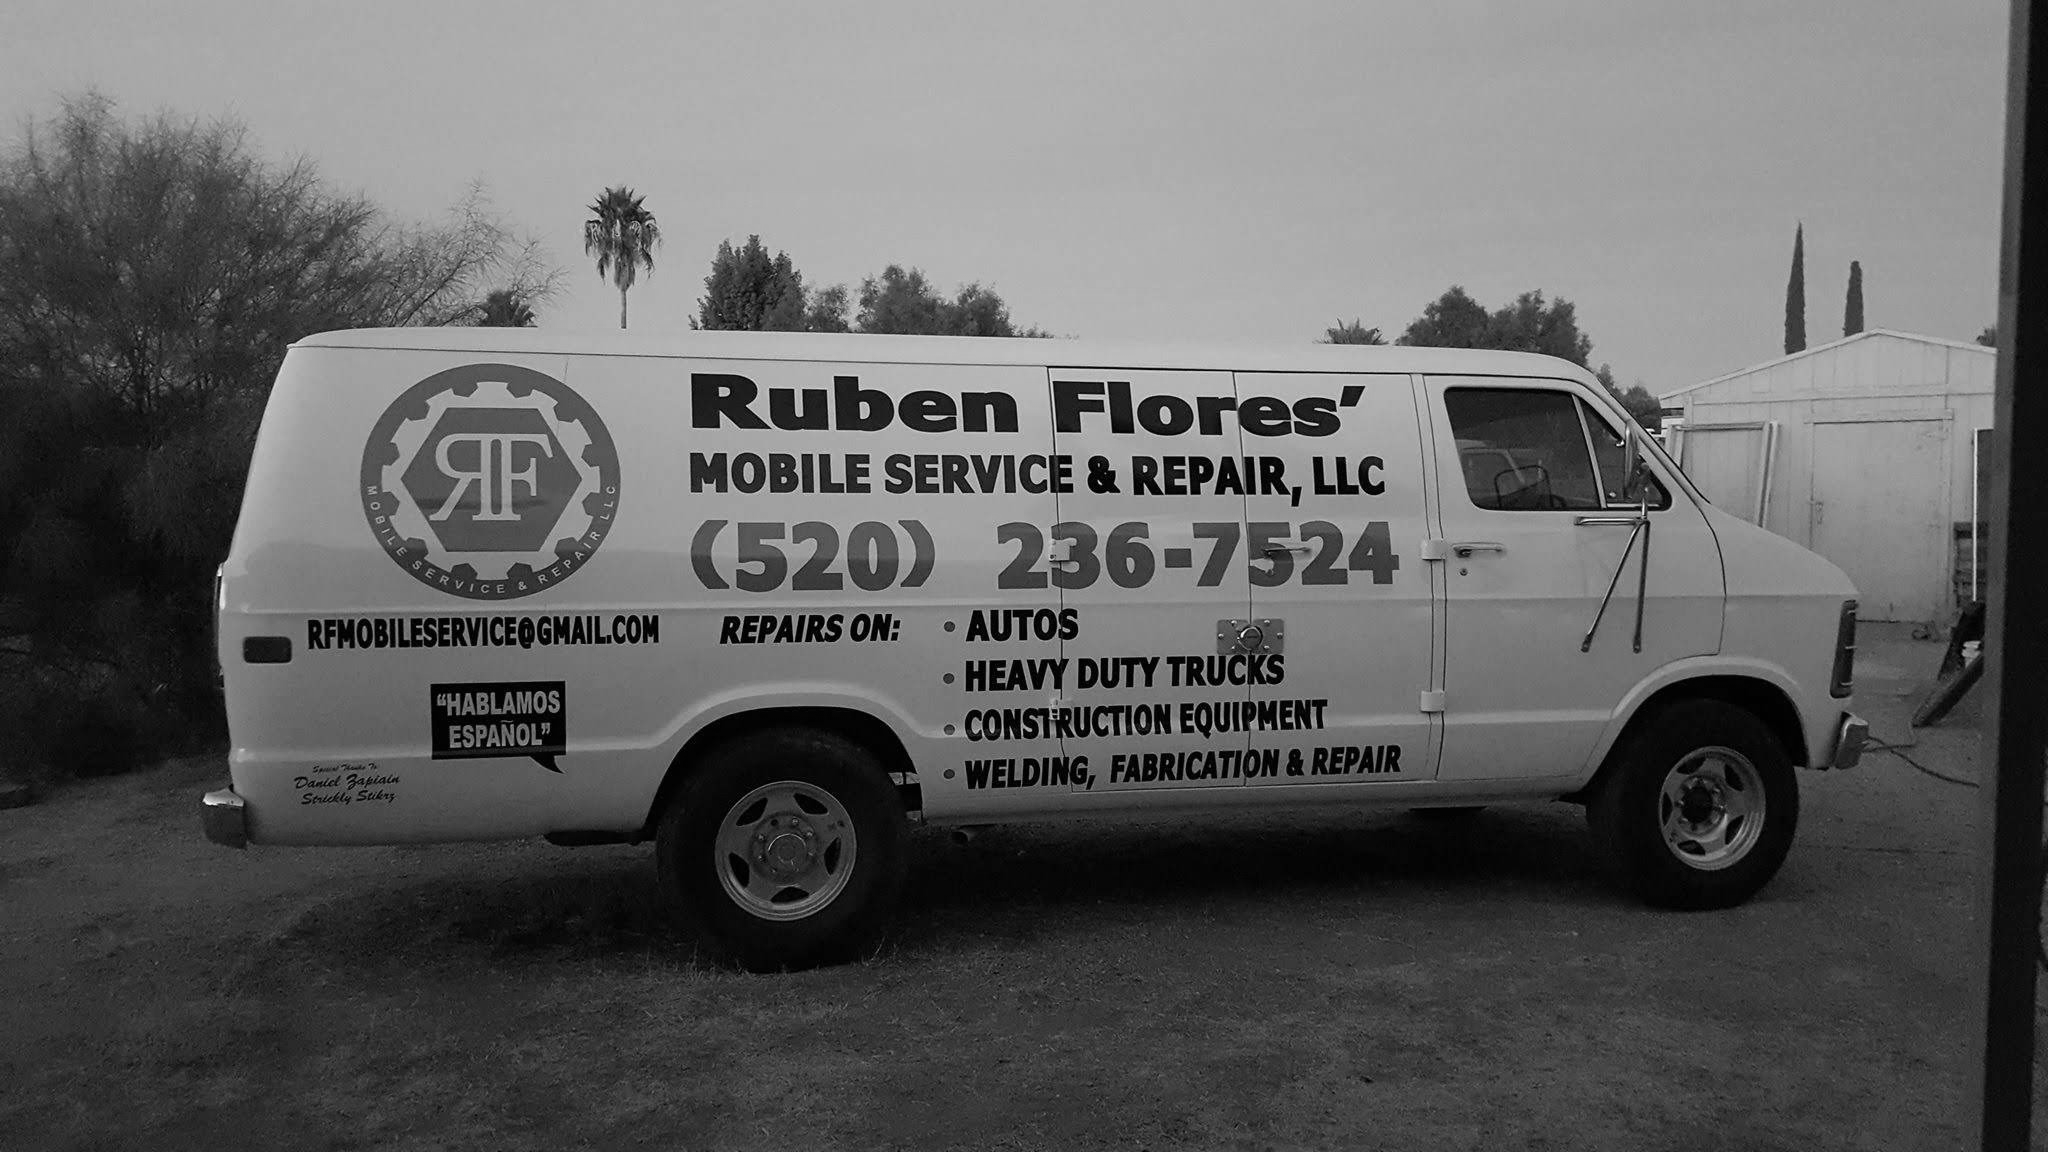 RF
MOBILE SERVICE & REPAIR LLC
Ruben Flores'
MOBILE SERVICE & REPAIR, LLC
(520) 236-7524
RFMOBILESERVICE@GMAIL.COM
REPAIRS ON:
• AUTOS
• HEAVY DUTY TRUCKS
• CONSTRUCTION EQUIPMENT
• WELDING, FABRICATION & REPAIR
"HABLAMOS
ESPAÑOL"
Special Thanks To
Daniel Zapiain
Strickly Stikrz